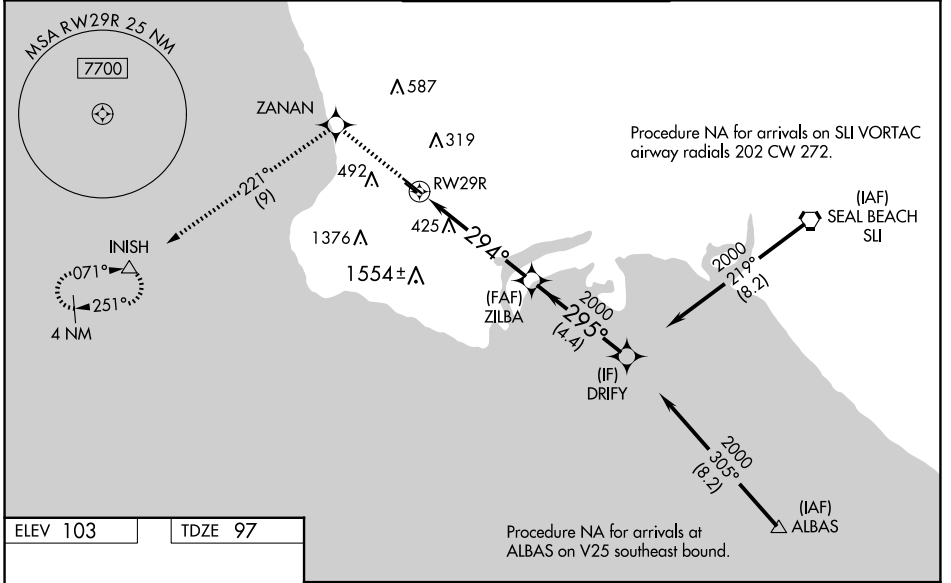 MSA RW29R 25 NM
7700
587
ZANAN
319
Procedure NA for arrivals on SLI VORTAC
airway radials 202 CW 272.
492
RW29R
221°
(9)
(IAF)
SEAL BEACH
SLI
425
1376
294°
INISH
1554±
2000
219°
(8.2)
071°
251°
4 NM
(FAF)
ZILBA
2000
295°
(4.4)
(IF)
DRIFY
2000
305°
(8.2)
(IAF)
ALBAS
ELEV 103
TDZE 97
Procedure NA for arrivals at
ALBAS on V25 southeast bound.